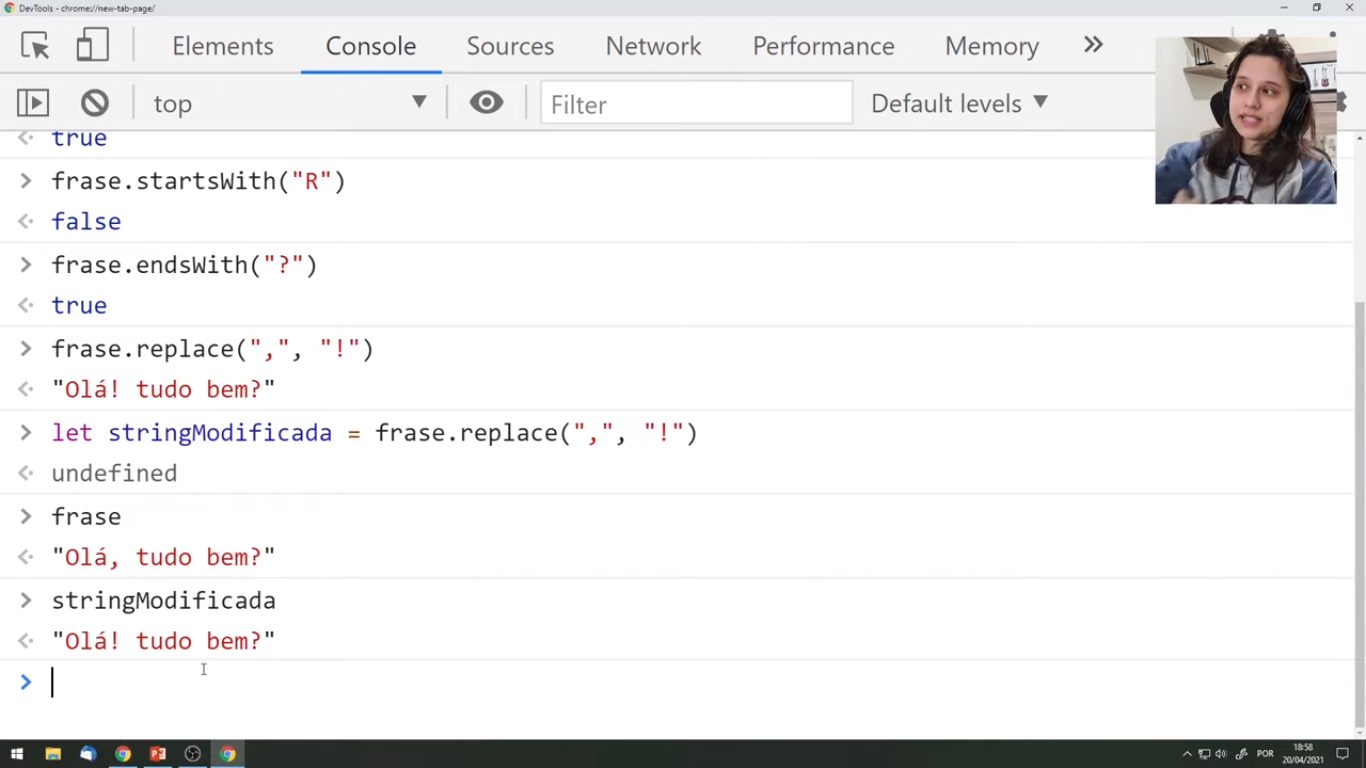 DevTools - chrome://new-tab-page/
Elements Console Sources Network Performance Memory »
top Filter Default levels
true
frase.startsWith("R")
false
frase.endsWith("?")
true
frase.replace(",", "!")
"Olá! tudo bem?"
let stringModificada = frase.replace(",", "!")
undefined
frase
"Olá, tudo bem?"
stringModificada
"Olá! tudo bem?"
POR 18:58
20/04/2021